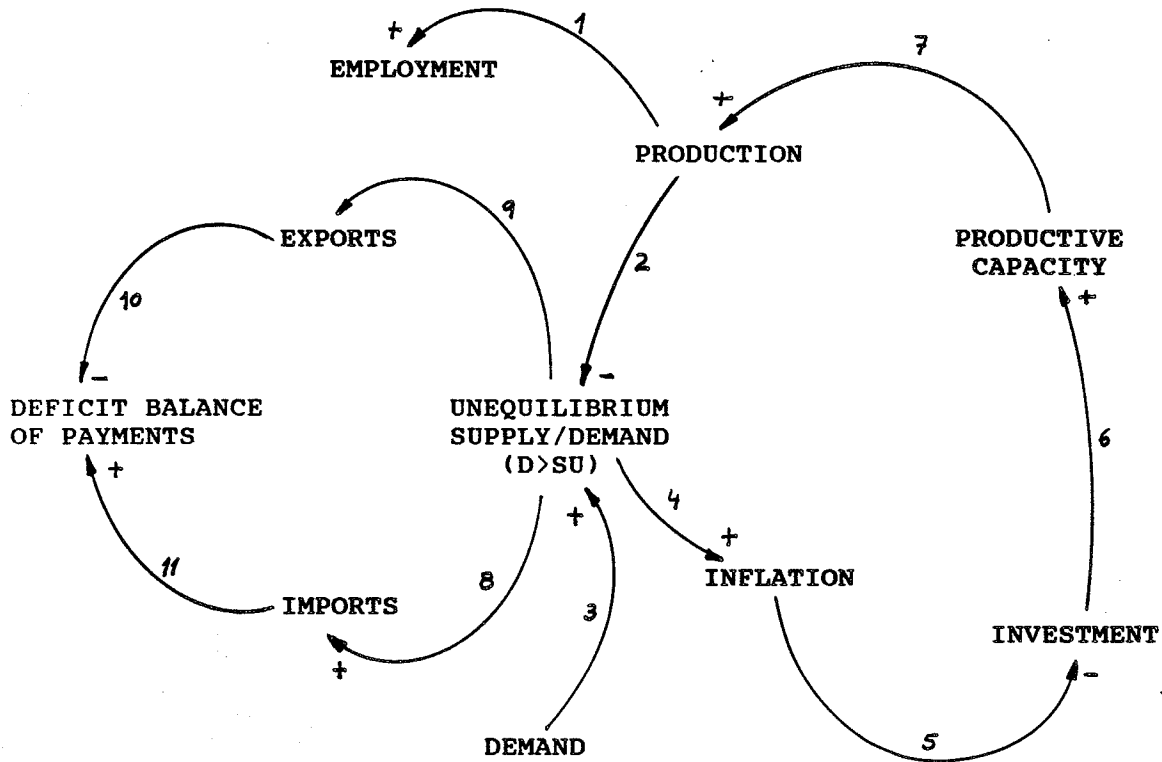 1
7
+
EMPLOYMENT
+
PRODUCTION
9
EXPORTS
PRODUCTIVE
CAPACITY
2
10
+
-
-
DEFICIT BALANCE
OF PAYMENTS
UNEQUILIBRIUM
SUPPLY/DEMAND
(D>SU)
6
+
4
+
+
11
8
INFLATION
IMPORTS
3
INVESTMENT
+
-
DEMAND
5